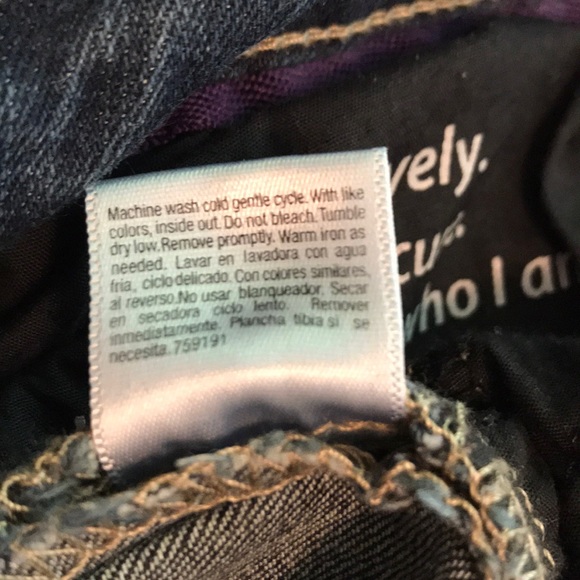 Machine wash cold gentle cycle. With like
colors, inside out. Do not bleach. Tumble
dry low. Remove promptly. Warm iron as
needed. Lavar en lavadora con agua
fria, ciclo delicado. Con colores similares,
al reverso. No usar blanqueador. Secar
en secadora ciclo lento. Remover
inmediatamente. Plancha tibia si se
necesita. 759191
vely.
cu
who I ar